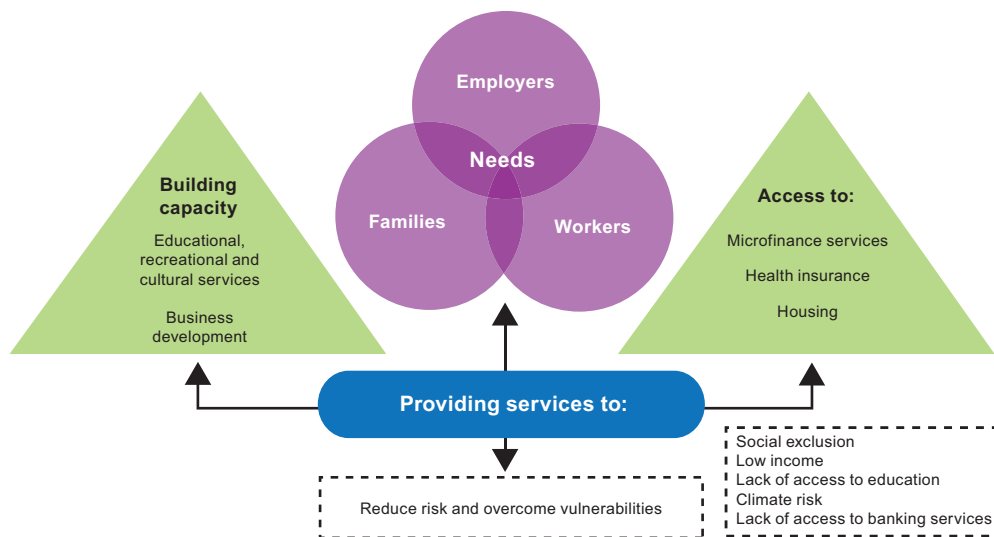 Employers
Needs
Families
Workers
Building
capacity
Educational,
recreational and
cultural services
Business
development
Access to:
Microfinance services
Health insurance
Housing
Providing services to:
Reduce risk and overcome vulnerabilities
Social exclusion
Low income
Lack of access to education
Climate risk
Lack of access to banking services